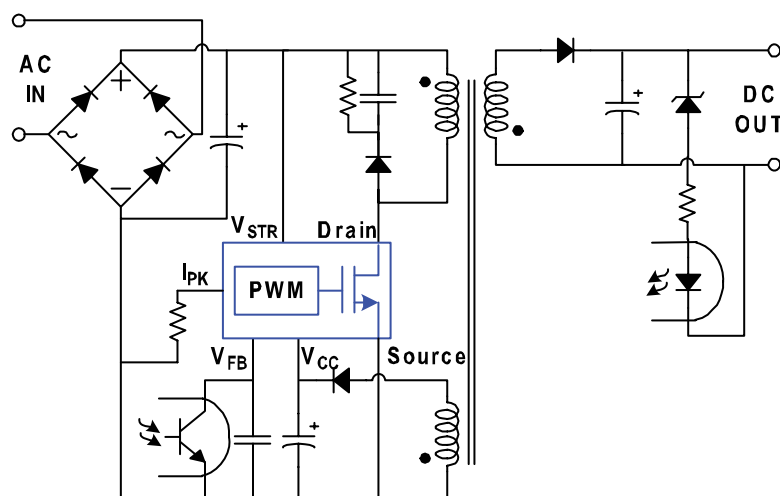 AC
IN
+
~
~
−
+
+
DC
OUT
VSTR
Drain
IPK
PWM
VFB
VCC
Source
+